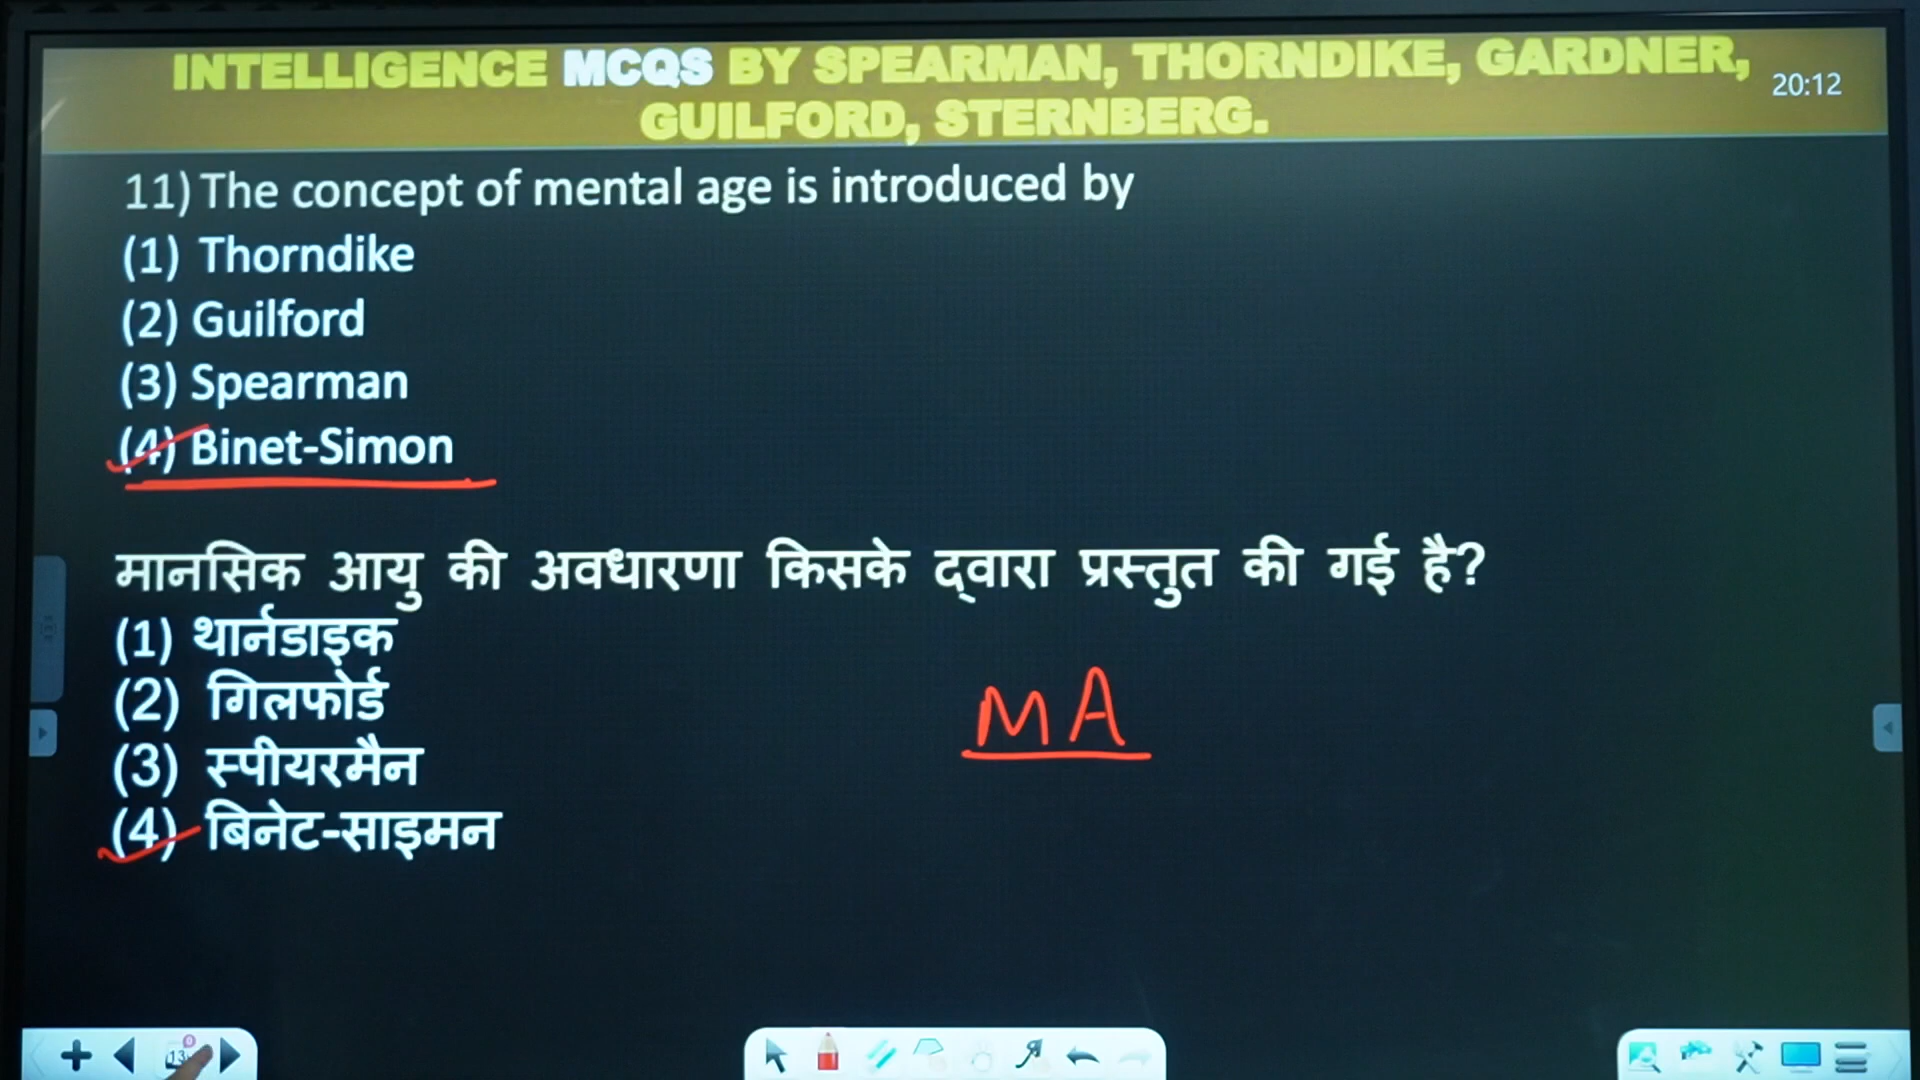 INTELLIGENCE MCQS BY SPEARMAN, THORNDIKE, GARDNER,
GUILFORD, STERNBERG.
20:12
11) The concept of mental age is introduced by
(1) Thorndike
(2) Guilford
(3) Spearman
(4) Binet-Simon
मानसिक आयु की अवधारणा किसके द्वारा प्रस्तुत की गई है?
(1) थार्नडाइक
(2) गिलफोर्ड
(3) स्पीयरमैन
MA
(4) बिनेट-साइमन